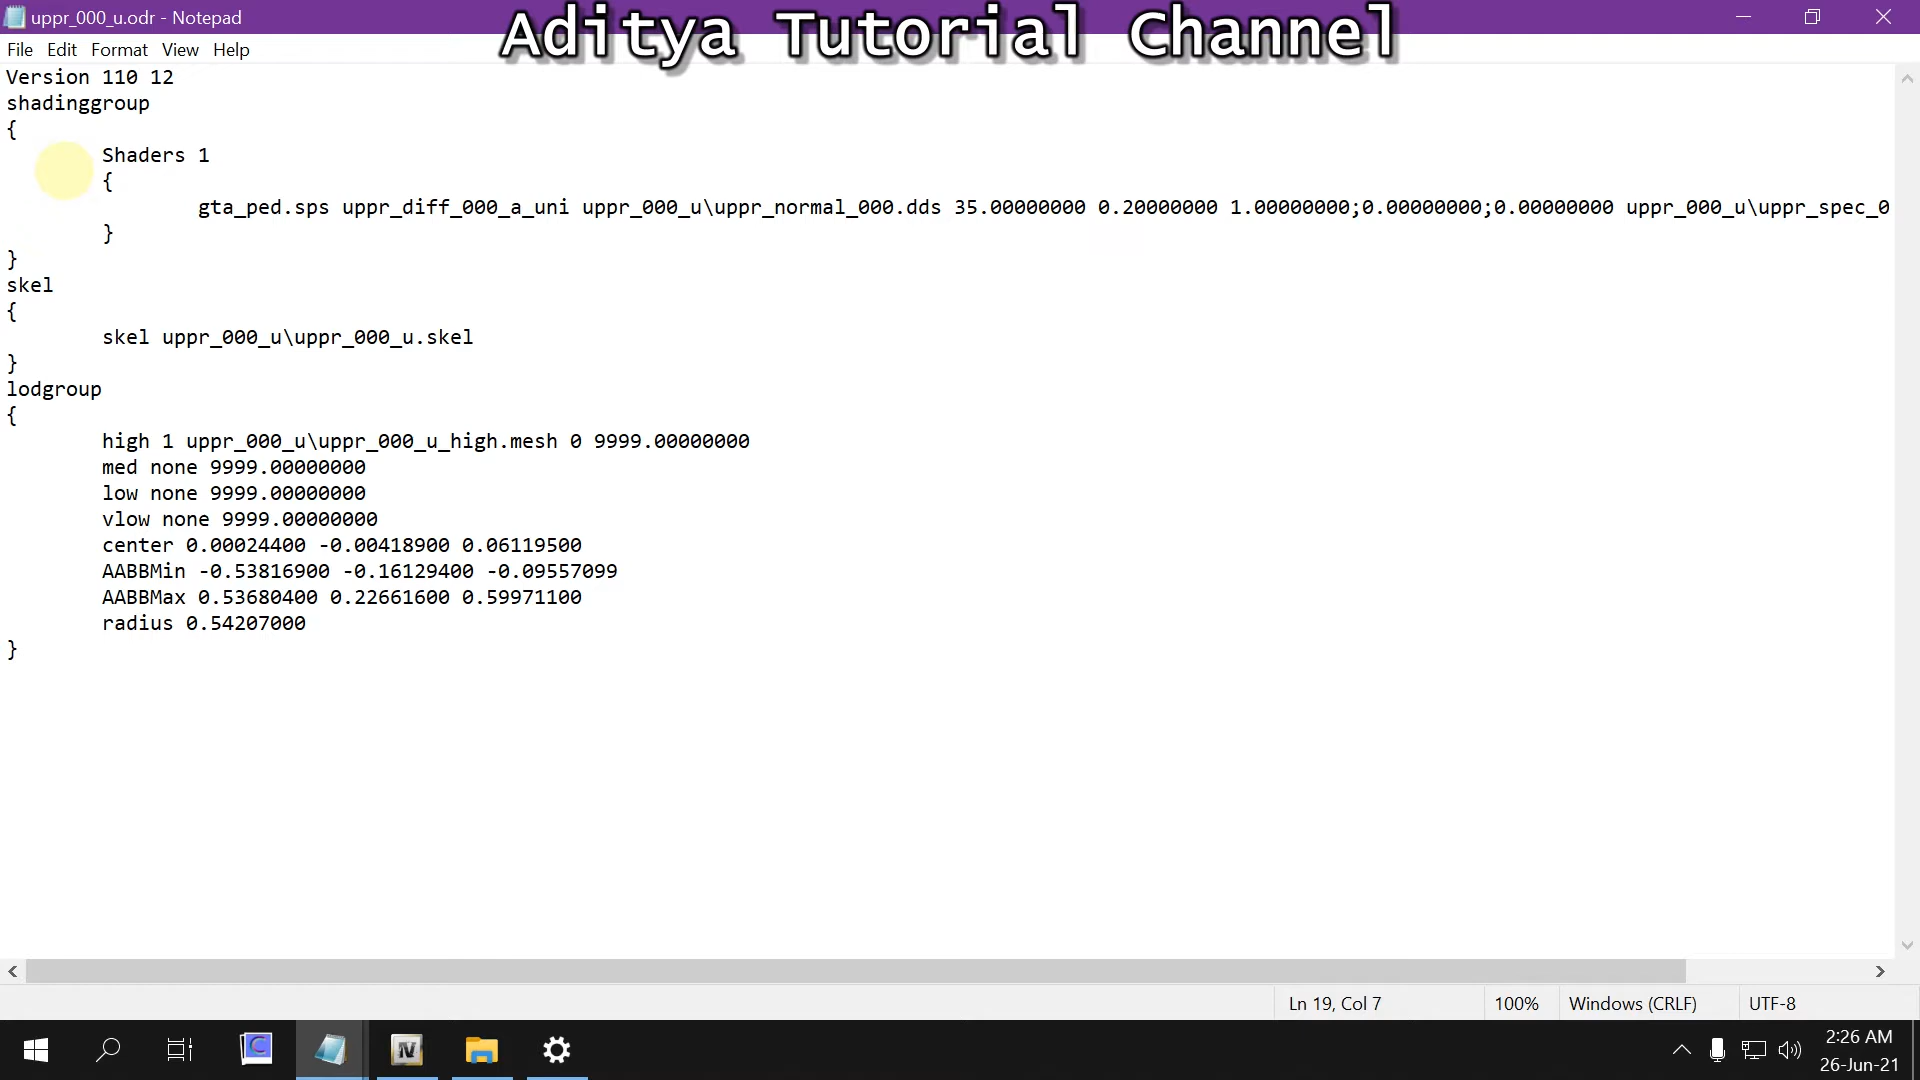 uppr_000_u.odr - Notepad
Aditya Tutorial Channel
File Edit Format View Help
Version 110 12
shadinggroup
{
Shaders 1
{
gta_ped.sps uppr_diff_000_a_uni uppr_000_u\uppr_normal_000.dds 35.00000000 0.20000000 1.00000000;0.00000000;0.00000000 uppr_000_u\uppr_spec_0
}
}
skel
{
skel uppr_000_u\uppr_000_u.skel
}
lodgroup
{
high 1 uppr_000_u\uppr_000_u_high.mesh 0 9999.00000000
med none 9999.00000000
low none 9999.00000000
vlow none 9999.00000000
center 0.00024400 -0.00418900 0.06119500
AABBMin -0.53816900 -0.16129400 -0.09557099
AABBMax 0.53680400 0.22661600 0.59971100
radius 0.54207000
}
Ln 19, Col 7
100%
Windows (CRLF)
UTF-8
C
IV
2:26 AM
26-Jun-21